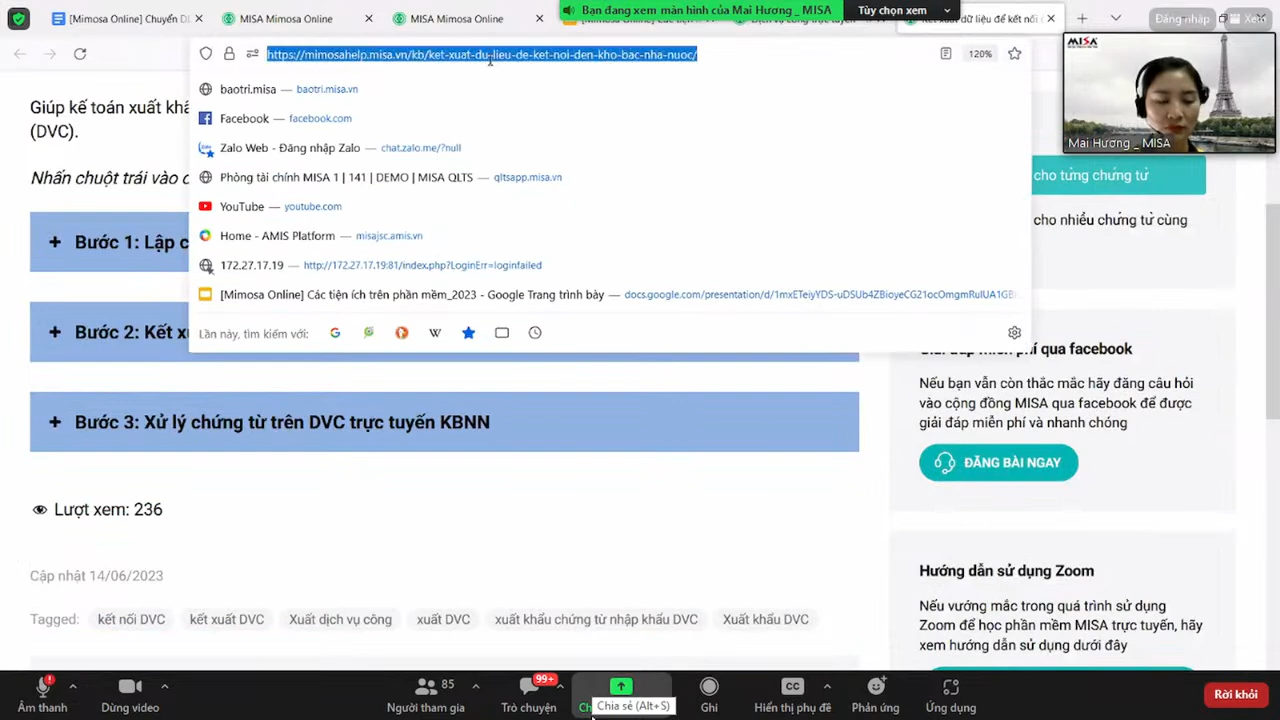 [Mimosa Online] Chuyển Dl
MISA Mimosa Online
MISA Mimosa Online
Bạn đang xem màn hình của Mai Hương _ MISA
Tùy chọn xem
Kết xuất dữ liệu để kết nối
Đăng nhập
Xem
https://mimosahelp.misa.vn/kb/ket-xuat-du-lieu-de-ket-noi-den-kho-bac-nha-nuoc/
120%
MISA
Mai Hương _ MISA
baotri.misa — baotri.misa.vn
Facebook — facebook.com
Zalo Web - Đăng nhập Zalo — chat.zalo.me/?null
Phòng tài chính MISA 1 | 141 | DEMO | MISA QLTS — qltsapp.misa.vn
YouTube — youtube.com
Home - AMIS Platform — misajsc.amis.vn
172.27.17.19 — http://172.27.17.19:81/index.php?LoginErr=loginfailed
[Mimosa Online] Các tiện ích trên phần mềm_2023 - Google Trang trình bày —
Lần này, tìm kiếm với:
Giúp kế toán xuất khẩ
(DVC).
Nhấn chuột trái vào c
+ Bước 1: Lập c
+ Bước 2: Kết x
+ Bước 3: Xử lý chứng từ trên DVC trực tuyến KBNN
Lượt xem: 236
Cập nhật 14/06/2023
Tagged: kết nối DVC kết xuất DVC Xuất dịch vụ công xuất DVC xuất khẩu chứng từ nhập khẩu DVC Xuất khẩu DVC
cho từng chứng từ
cho nhiều chứng từ cùng
Giải đáp miễn phí qua facebook
Nếu bạn vẫn còn thắc mắc hãy đăng câu hỏi
vào cộng đồng MISA qua facebook để được
giải đáp miễn phí và nhanh chóng
ĐĂNG BÀI NGAY
Hướng dẫn sử dụng Zoom
Nếu vướng mắc trong quá trình sử dụng
Zoom để học phần mềm MISA trực tuyến, hãy
xem hướng dẫn sử dụng dưới đây
Âm thanh
Dừng video
85
Người tham gia
99+
Trò chuyện
Chia sẻ (Alt+S)
Ghi
CC
Hiển thị phụ đề
Phản ứng
Ứng dụng
Rời khỏi